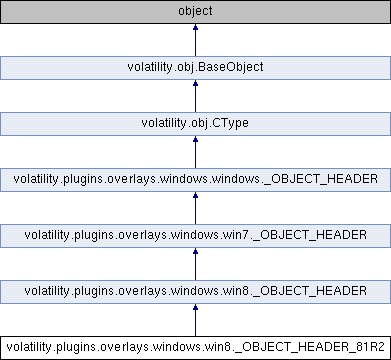 object
volatility.obj.BaseObject
volatility.obj.CType
volatility.plugins.overlays.windows.windows._OBJECT_HEADER
volatility.plugins.overlays.windows.win7._OBJECT_HEADER
volatility.plugins.overlays.windows.win8._OBJECT_HEADER
volatility.plugins.overlays.windows.win8._OBJECT_HEADER_81R2